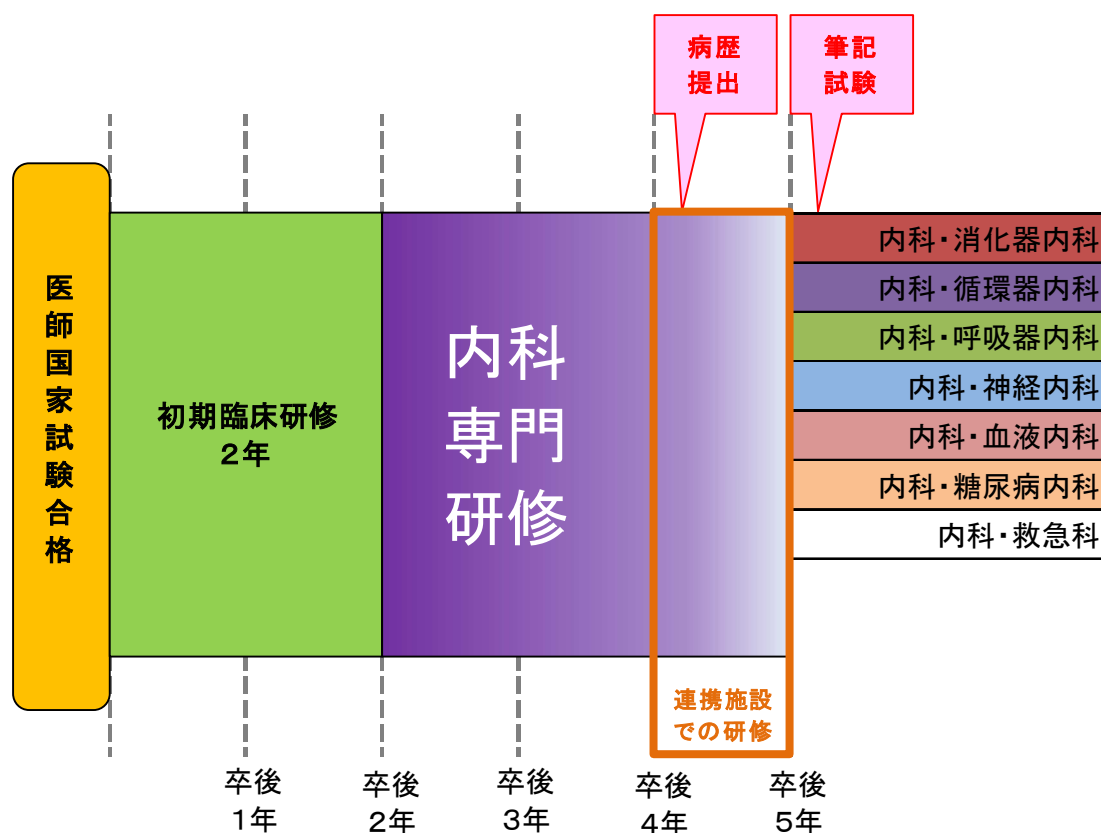 病歴
提出
筆記
試験
医師国家試験合格
初期臨床研修
２年
内科
専門
研修
内科・消化器内科
内科・循環器内科
内科・呼吸器内科
内科・神経内科
内科・血液内科
内科・糖尿病内科
内科・救急科
連携施設
での研修
卒後
１年
卒後
２年
卒後
３年
卒後
４年
卒後
５年